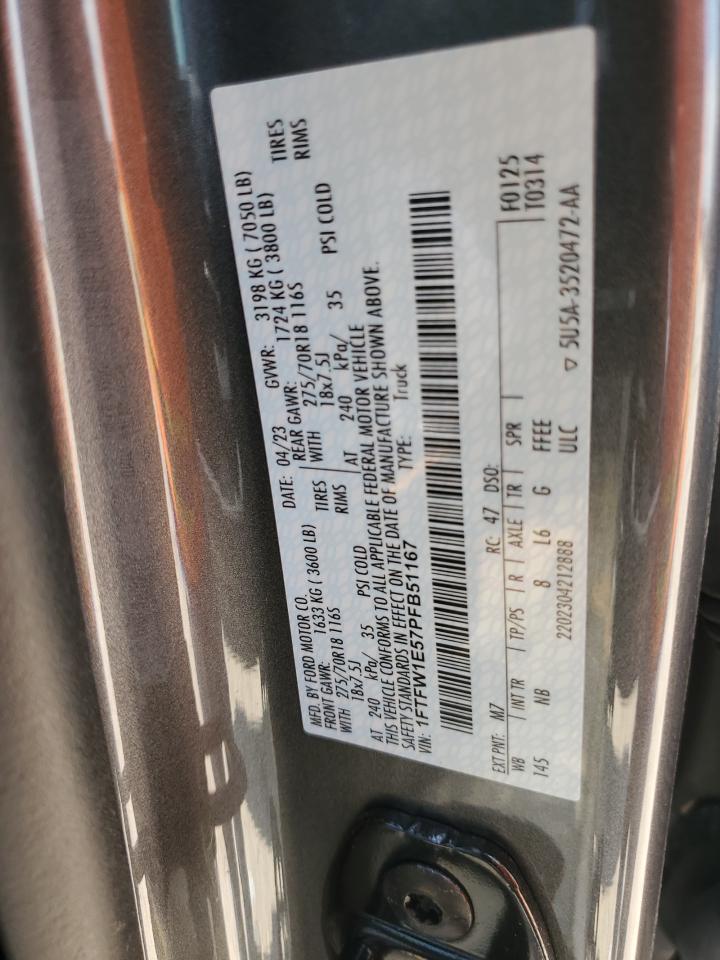 MFD. BY FORD MOTOR CO.
DATE: 04/23 GVWR: 3198 KG ( 7050 LB)
FRONT GAWR: 1633 KG ( 3600 LB) REAR GAWR: 1724 KG ( 3800 LB)
WITH 275/70R18 116S TIRES WITH 275/70R18 116S TIRES
18x7.5J RIMS 18x7.5J RIMS
AT 240 kPa/ 35 PSI COLD AT 240 kPa/ 35 PSI COLD
THIS VEHICLE CONFORMS TO ALL APPLICABLE FEDERAL MOTOR VEHICLE
SAFETY STANDARDS IN EFFECT ON THE DATE OF MANUFACTURE SHOWN ABOVE.
VIN: 1FTFW1E57PFB51167 TYPE: Truck
EXT PNT: M7 RC: 47 DSO: F0125
T0314
WB INT TR TP/PS R AXLE TR SPR
145 NB 8 L6 G FFEE
2202304212888 ULC ▽ 5U5A-3520472-AA